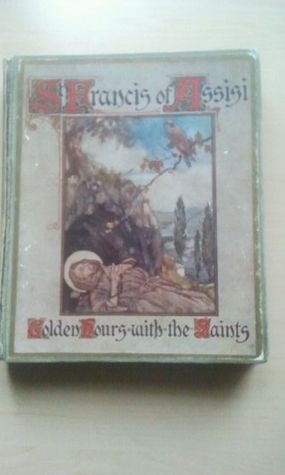 St Francis of Assisi
Golden Hours with the Saints